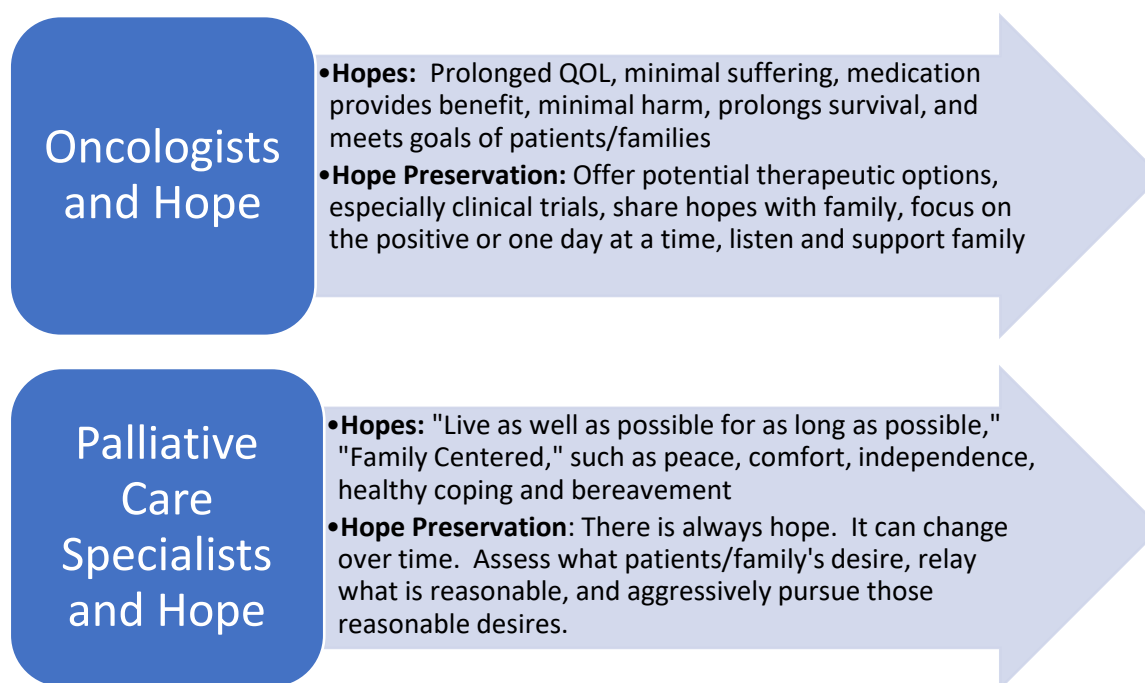 Oncologists
and Hope
•Hopes:  Prolonged QOL, minimal suffering, medication
provides benefit, minimal harm, prolongs survival, and
meets goals of patients/families
•Hope Preservation: Offer potential therapeutic options,
especially clinical trials, share hopes with family, focus on
the positive or one day at a time, listen and support family
Palliative
Care
Specialists
and Hope
•Hopes: "Live as well as possible for as long as possible,"
"Family Centered," such as peace, comfort, independence,
healthy coping and bereavement
•Hope Preservation: There is always hope.  It can change
over time.  Assess what patients/family's desire, relay
what is reasonable, and aggressively pursue those
reasonable desires.